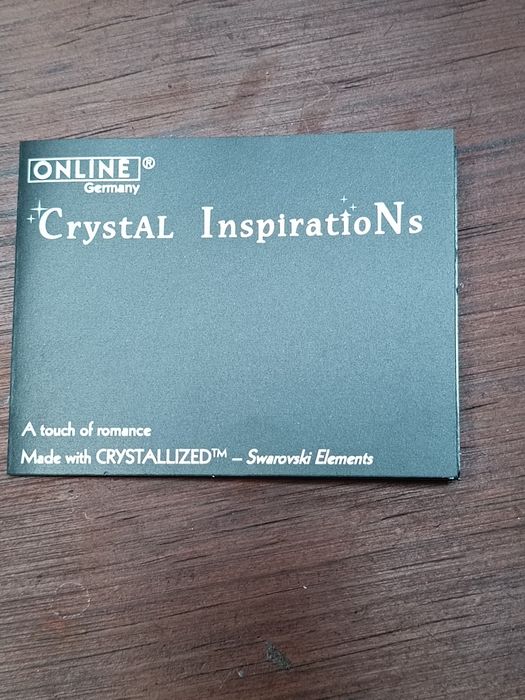 ONLINE®
Germany
CrystAL InspiratioNs
A touch of romance
Made with CRYSTALLIZED™ – Swarovski Elements